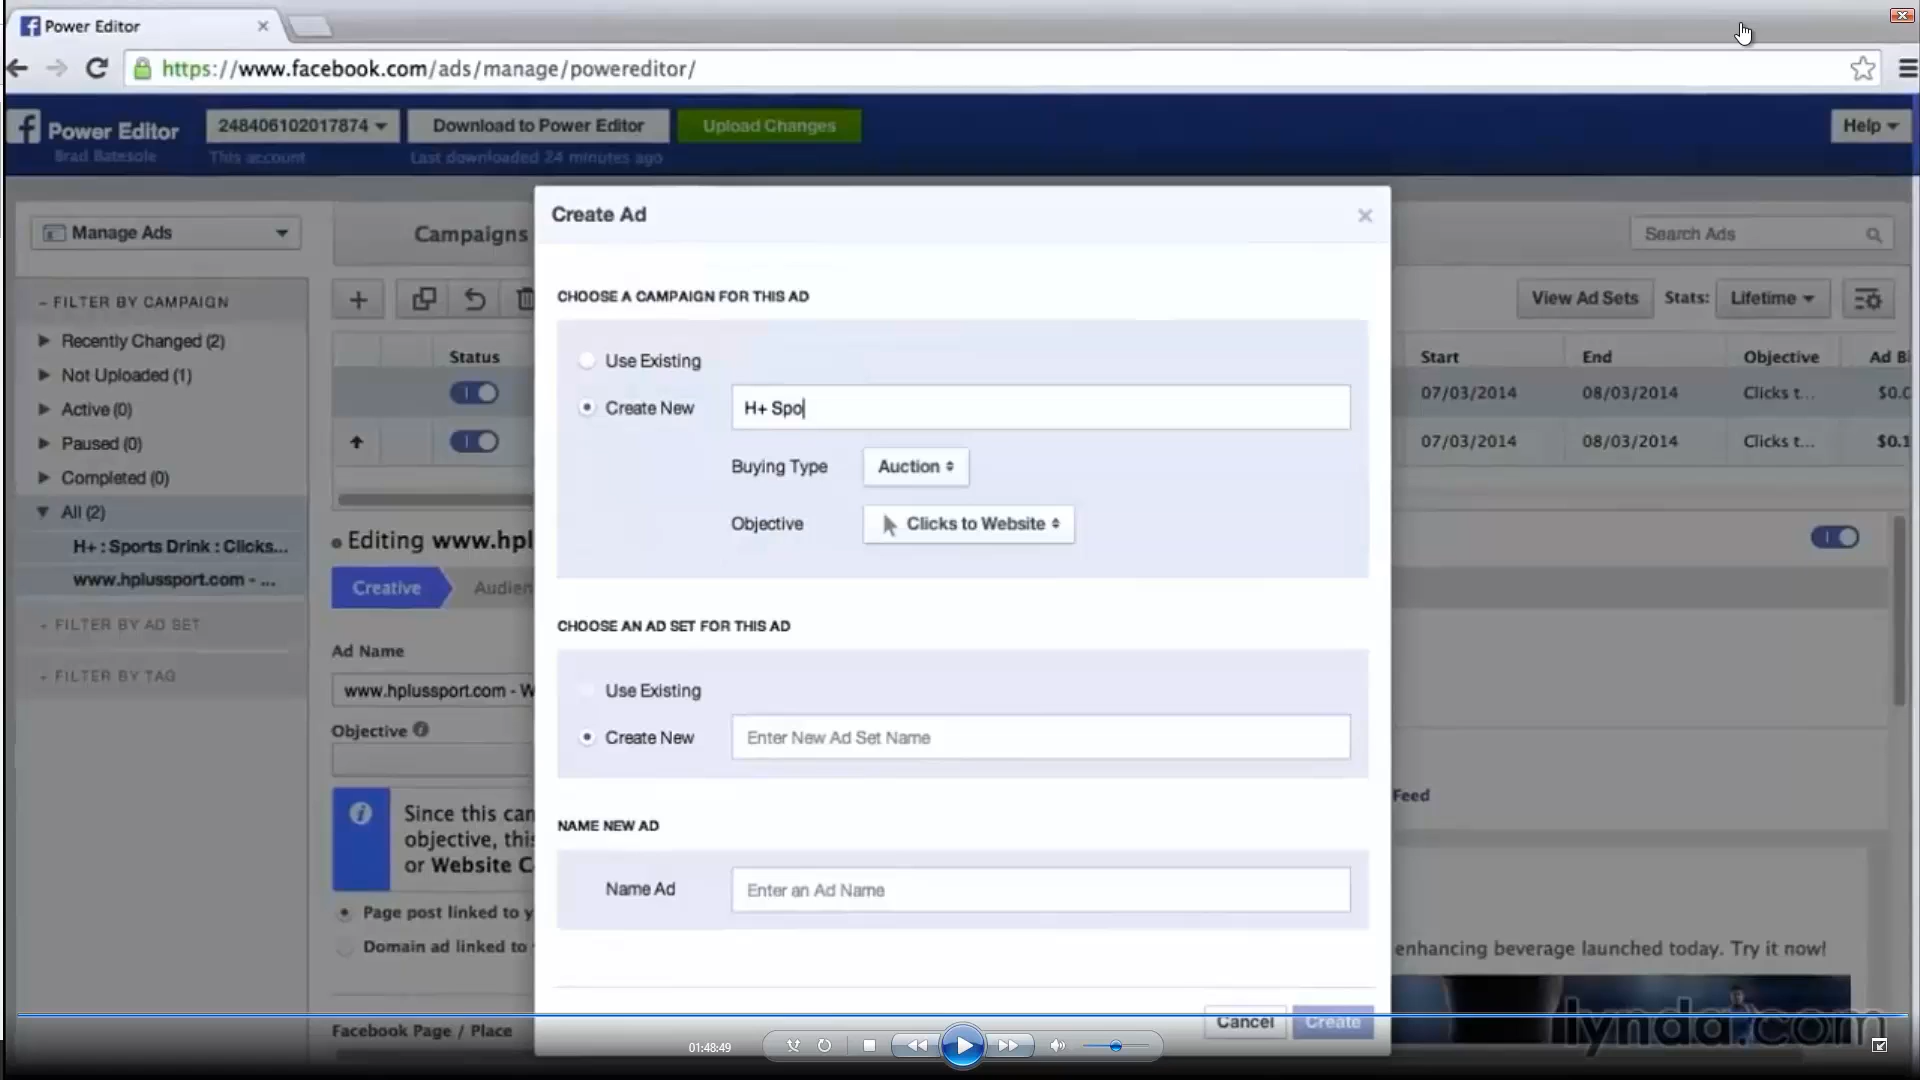 Power Editor
https://www.facebook.com/ads/manage/powereditor/
Power Editor
Brad Batesole
248406102017874
This account
Download to Power Editor
Last downloaded 24 minutes ago
Upload Changes
Help
Manage Ads
Campaigns
Search Ads
- FILTER BY CAMPAIGN
Recently Changed (2)
Not Uploaded (1)
Active (0)
Paused (0)
Completed (0)
All (2)
H+ : Sports Drink : Clicks...
www.hplussport.com - ...
FILTER BY AD SET
FILTER BY TAG
View Ad Sets
Stats:
Lifetime
Status
Start
End
Objective
Ad Bi
07/03/2014
08/03/2014
Clicks t...
$0.0
07/03/2014
08/03/2014
Clicks t...
$0.1
Editing www.hpl
Creative
Audien
Ad Name
www.hplussport.com - W
Objective
Since this cam
objective, this
or Website C
Page post linked to y
Domain ad linked to
Facebook Page / Place
Create Ad
CHOOSE A CAMPAIGN FOR THIS AD
Use Existing
Create New
H+ Spo
Buying Type
Auction
Objective
Clicks to Website
CHOOSE AN AD SET FOR THIS AD
Use Existing
Create New
Enter New Ad Set Name
NAME NEW AD
Name Ad
Enter an Ad Name
Cancel
Create
Feed
enhancing beverage launched today. Try it now!
lynda.com
01:48:49